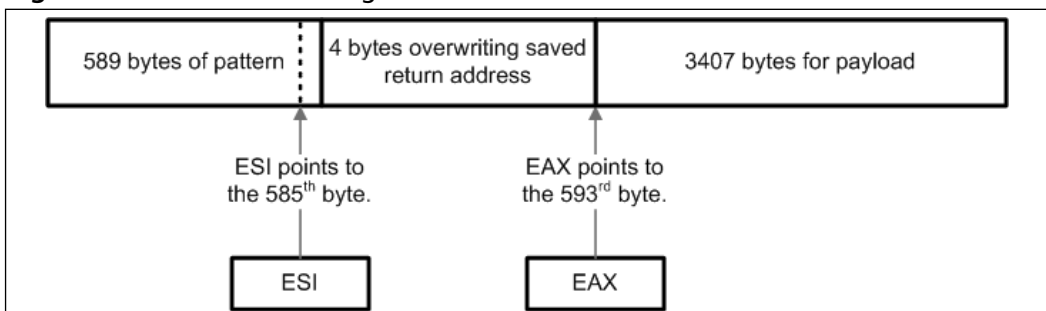 589 bytes of pattern
4 bytes overwriting saved
return address
3407 bytes for payload
ESI points to
the 585th byte.
EAX points to
the 593rd byte.
ESI
EAX